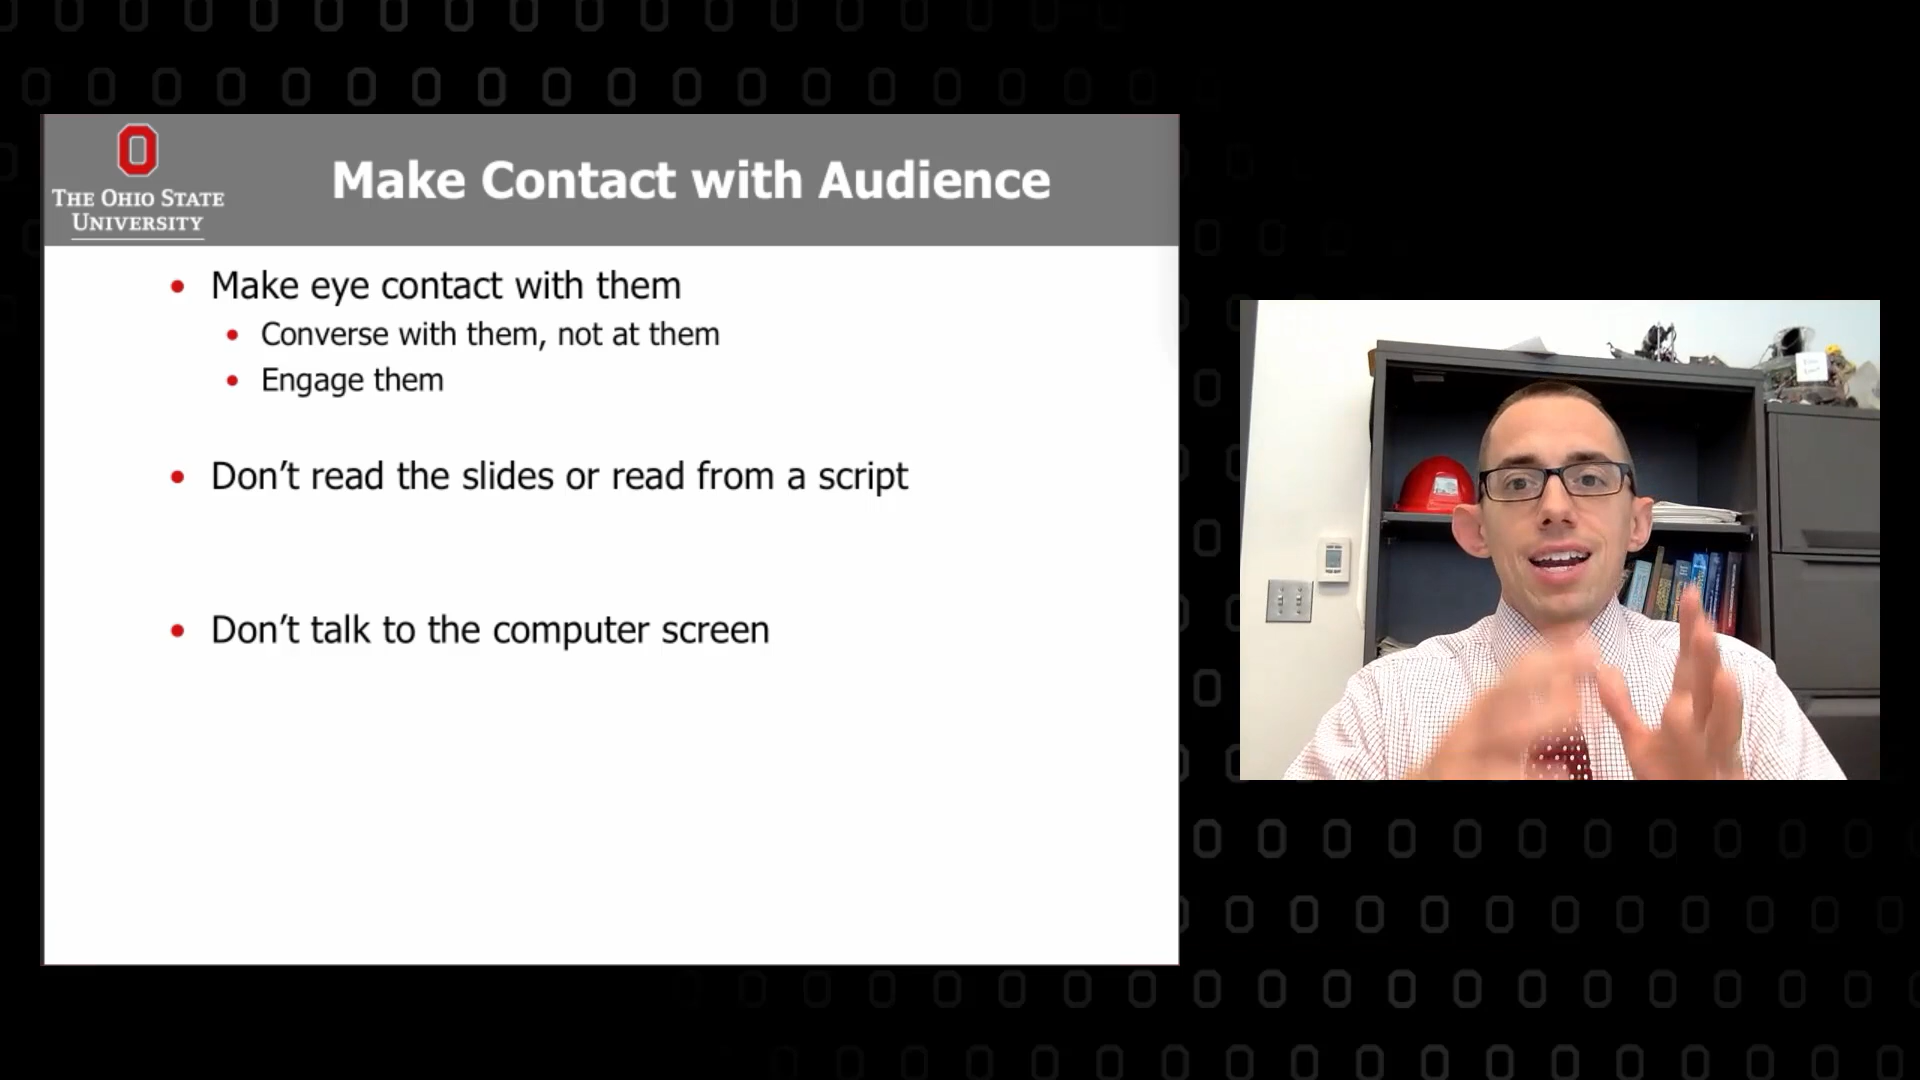 THE OHIO STATE
UNIVERSITY
Make Contact with Audience
• Make eye contact with them
• Converse with them, not at them
• Engage them
• Don’t read the slides or read from a script
• Don’t talk to the computer screen